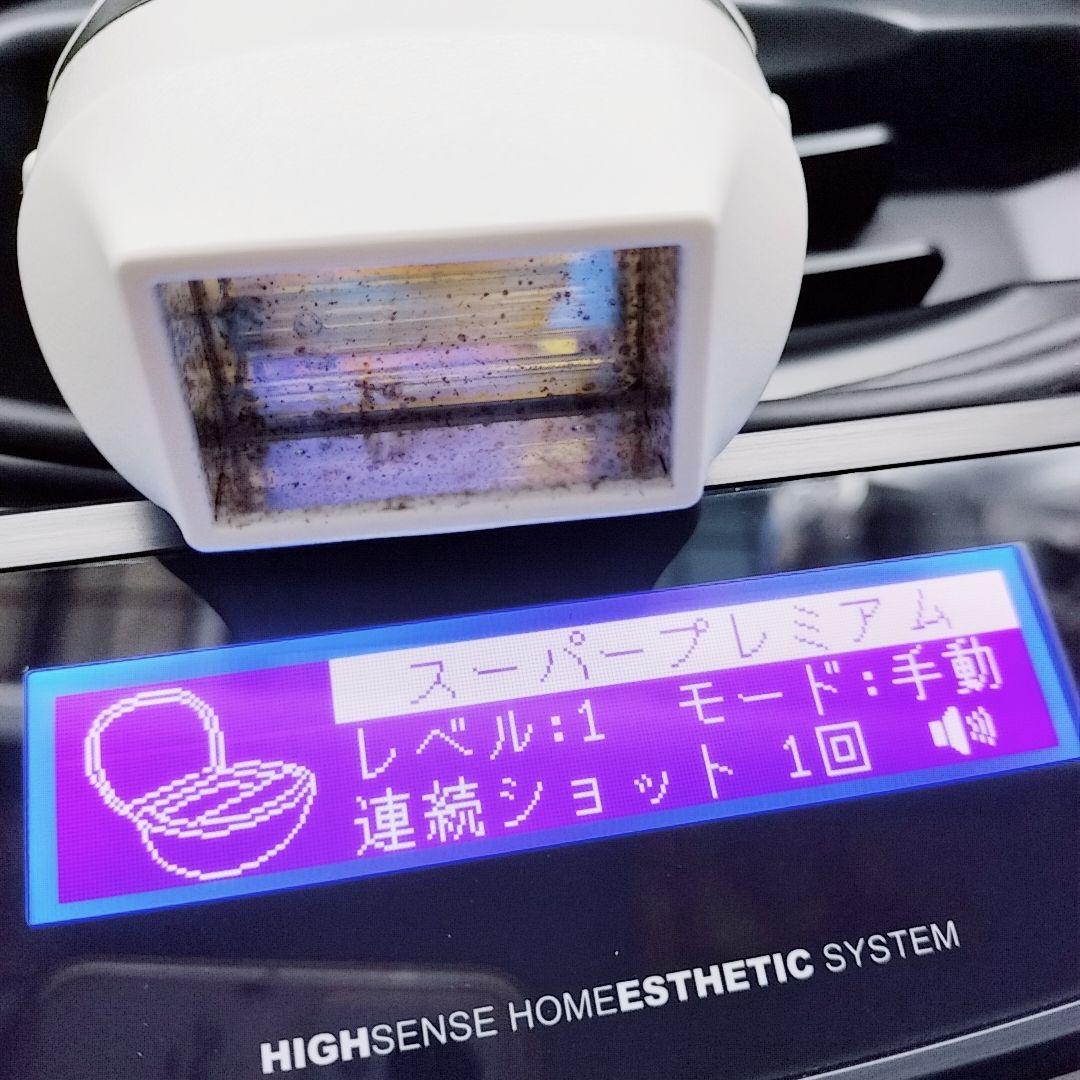 スーパープレミアム
レベル:1 モード:手動
連続ショット 1回
HIGHSENSE HOMEESTHETIC SYSTEM